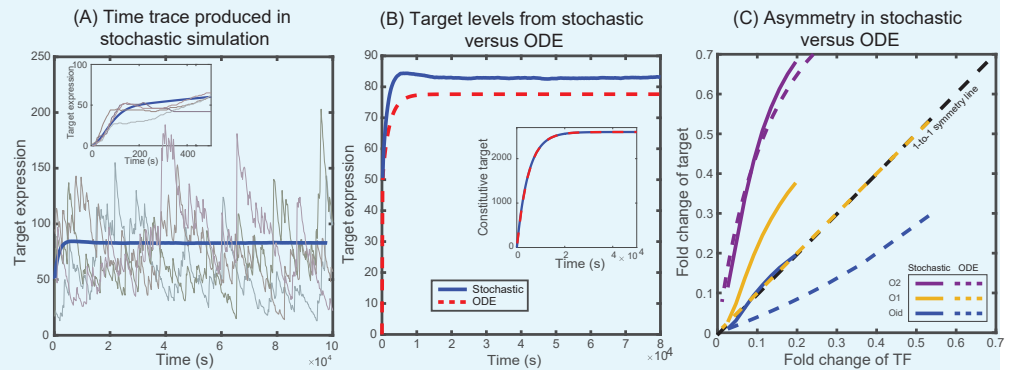 (A) Time trace produced in
stochastic simulation
Target expression
250
200
150
100
50
0
0 1 2 3 4 5 6 7 8 9 10
Time (s)
×10⁴
Target expression
100
50
0
0 200 400
Time (s)
(B) Target levels from stochastic
versus ODE
Target expression
90
80
70
60
50
40
30
20
10
0
0 1 2 3 4 5 6 7 8
Time (s)
× 10⁴
Constitutive target
2000
1000
0
0 2 4
Time (s)
× 10⁴
Stochastic
ODE
(C) Asymmetry in stochastic
versus ODE
Fold change of target
0.7
0.6
0.5
0.4
0.3
0.2
0.1
0
0 0.1 0.2 0.3 0.4 0.5 0.6 0.7
Fold change of TF
1-to-1 symmetry line
Stochastic ODE
O2
O1
Oid